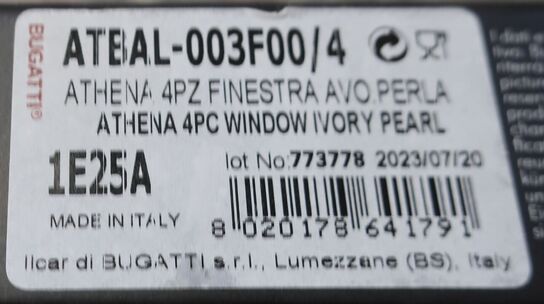 BUGATTI®
ATBAL-003F00/4
ATHENA 4PZ FINESTRA AVO.PERLA
ATHENA 4PC WINDOW IVORY PEARL
1E25A
lot No:773778 2023/07/20
MADE IN ITALY
8 020178 641791
Ilcar di BUGATTI s.r.l., Lumezzane (BS), Italy